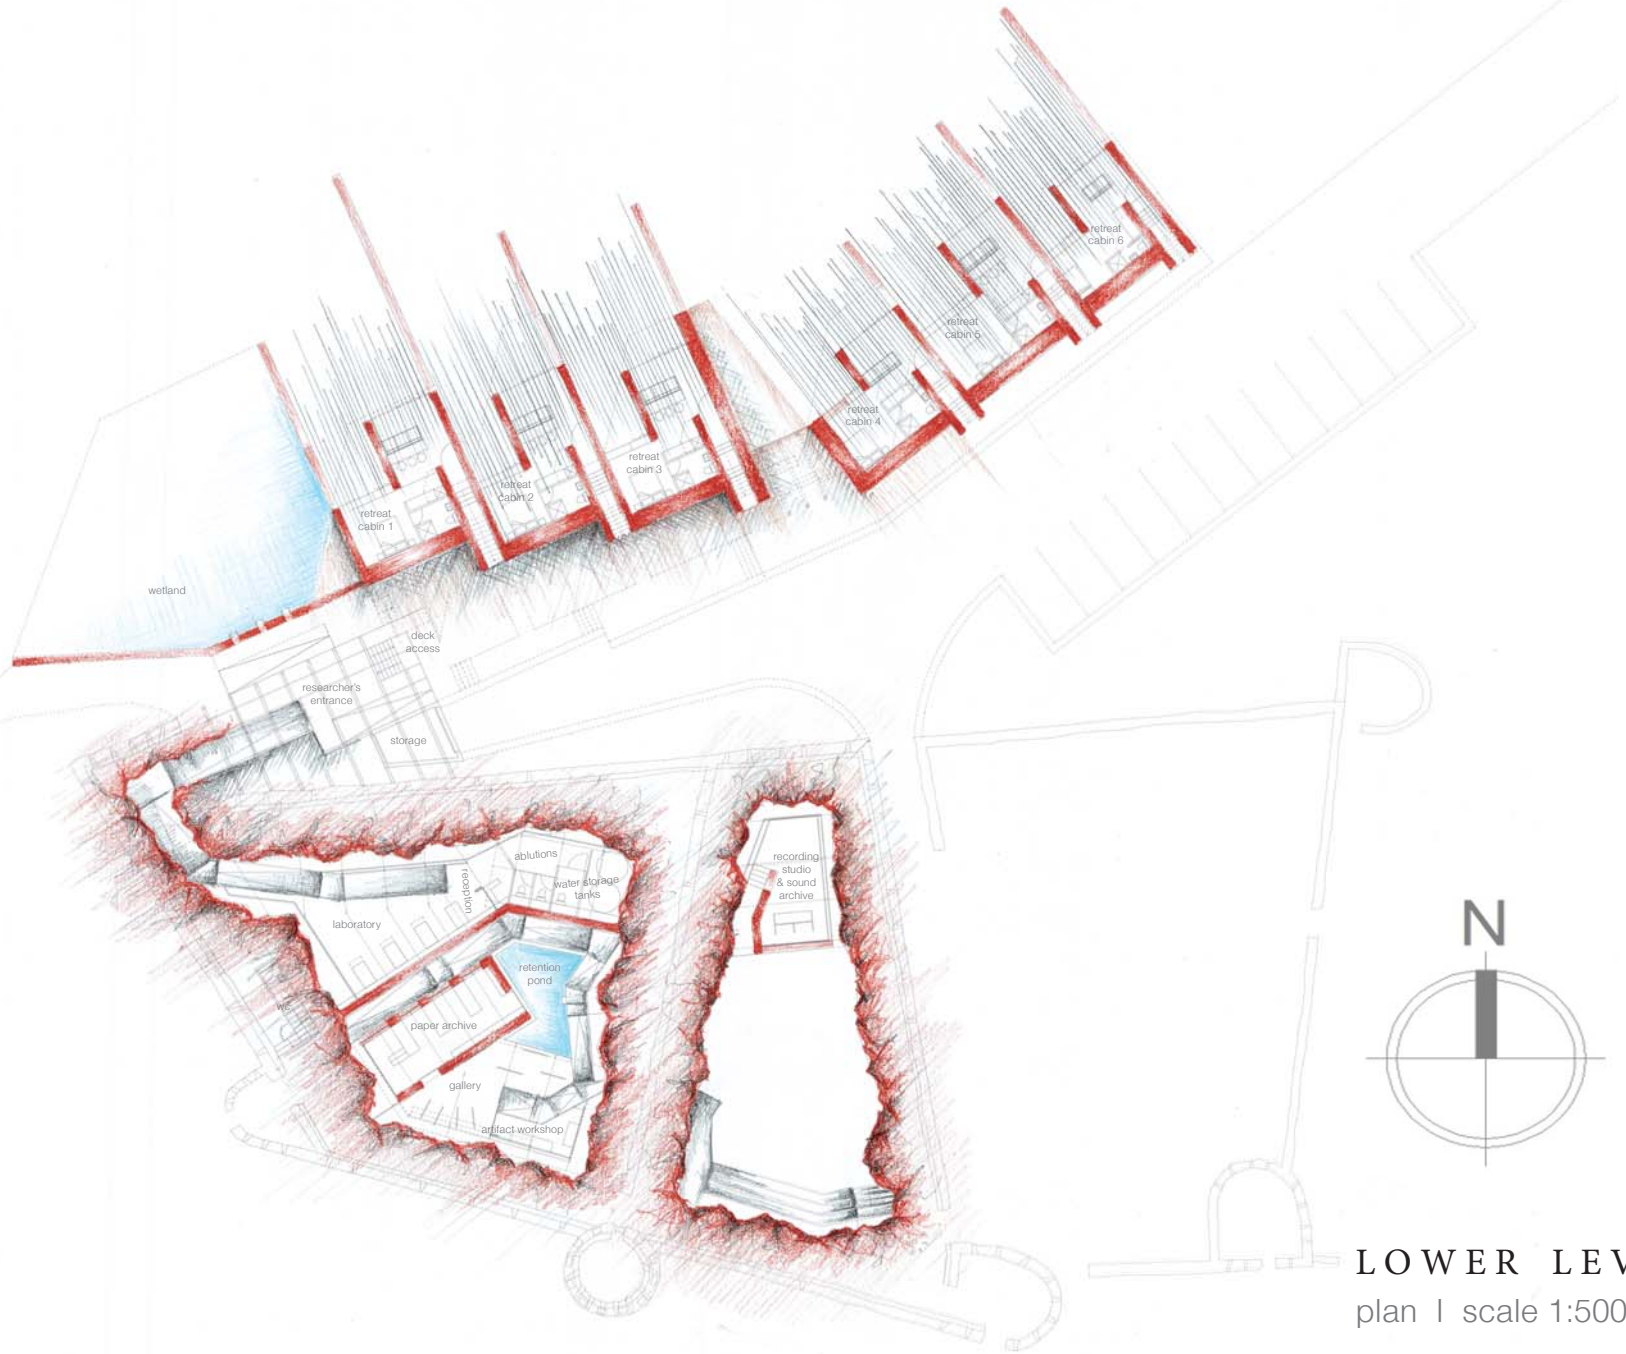 retreat
cabin 6
retreat
cabin 5
retreat
cabin 4
retreat
cabin 3
retreat
cabin 2
retreat
cabin 1
wetland
deck
access
researcher's
entrance
storage
ablutions
water storage
tanks
reception
laboratory
recording
studio
& sound
archive
retention
pond
wc
paper archive
gallery
artifact workshop
N
LOWER LEV
plan I scale 1:500